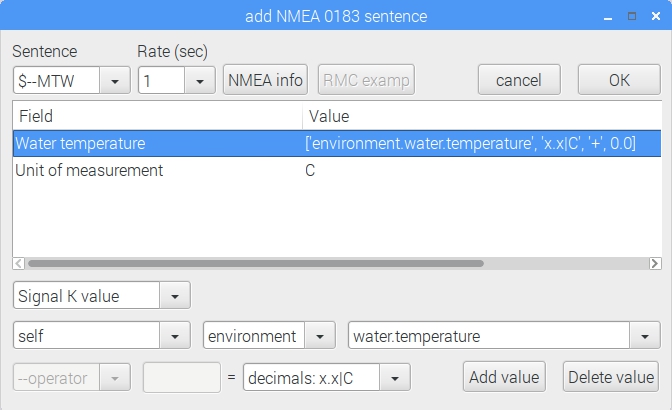 add NMEA 0183 sentence
Sentence Rate (sec)
$--MTW 1 NMEA info RMC examp cancel OK
Field Value
Water temperature ['environment.water.temperature', 'x.x|C', '+', 0.0]
Unit of measurement C
Signal K value
self environment water.temperature
--operator = decimals: x.x|C Add value Delete value